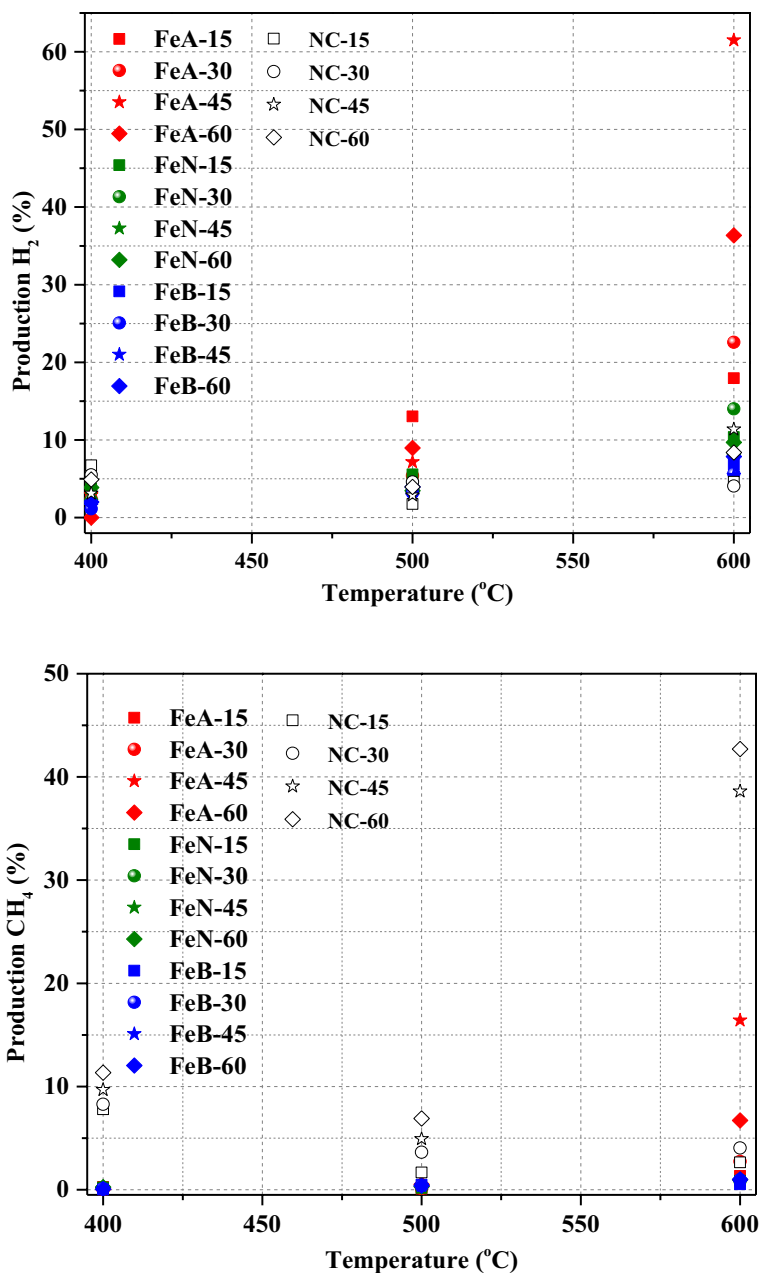 60
50
40
30
20
10
0
Production H2 (%)
FeA-15
FeA-30
FeA-45
FeA-60
FeN-15
FeN-30
FeN-45
FeN-60
FeB-15
FeB-30
FeB-45
FeB-60
NC-15
NC-30
NC-45
NC-60
400 450 500 550 600
Temperature (oC)
50
40
30
20
10
0
Production CH4 (%)
FeA-15
FeA-30
FeA-45
FeA-60
FeN-15
FeN-30
FeN-45
FeN-60
FeB-15
FeB-30
FeB-45
FeB-60
NC-15
NC-30
NC-45
NC-60
400 450 500 550 600
Temperature (oC)